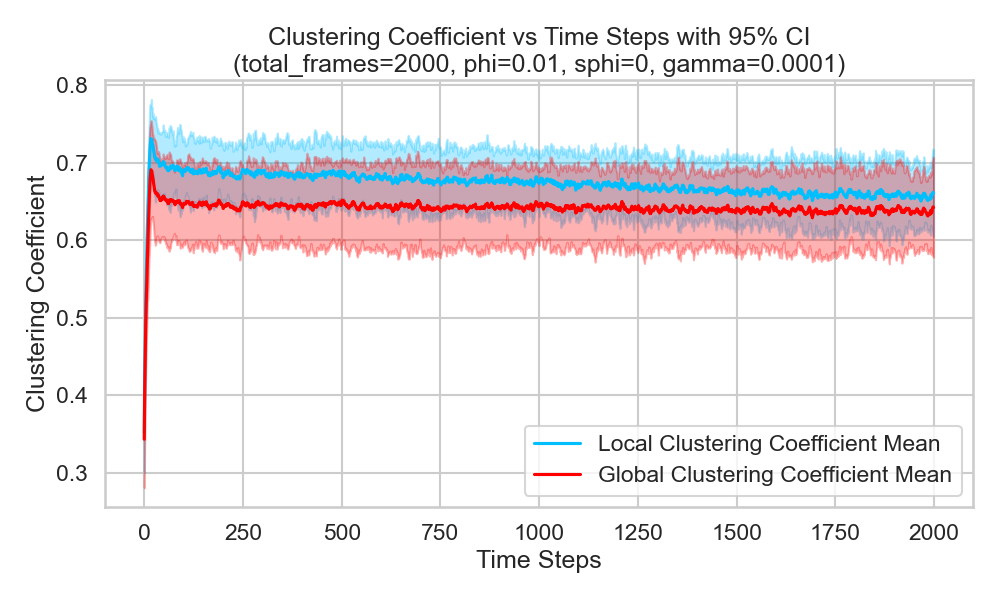 Clustering Coefficient vs Time Steps with 95% CI
(total_frames=2000, phi=0.01, sphi=0, gamma=0.0001)
Clustering Coefficient
0.8
0.7
0.6
0.5
0.4
0.3
Local Clustering Coefficient Mean
Global Clustering Coefficient Mean
0 250 500 750 1000 1250 1500 1750 2000
Time Steps